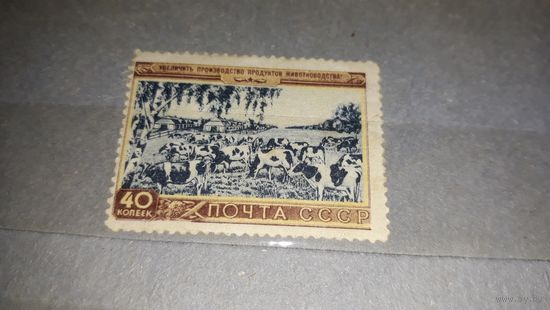 УВЕЛИЧИТЬ ПРОИЗВОДСТВО ПРОДУКТОВ ЖИВОТНОВОДСТВА!
40
КОПЕЕК
ПОЧТА СССР